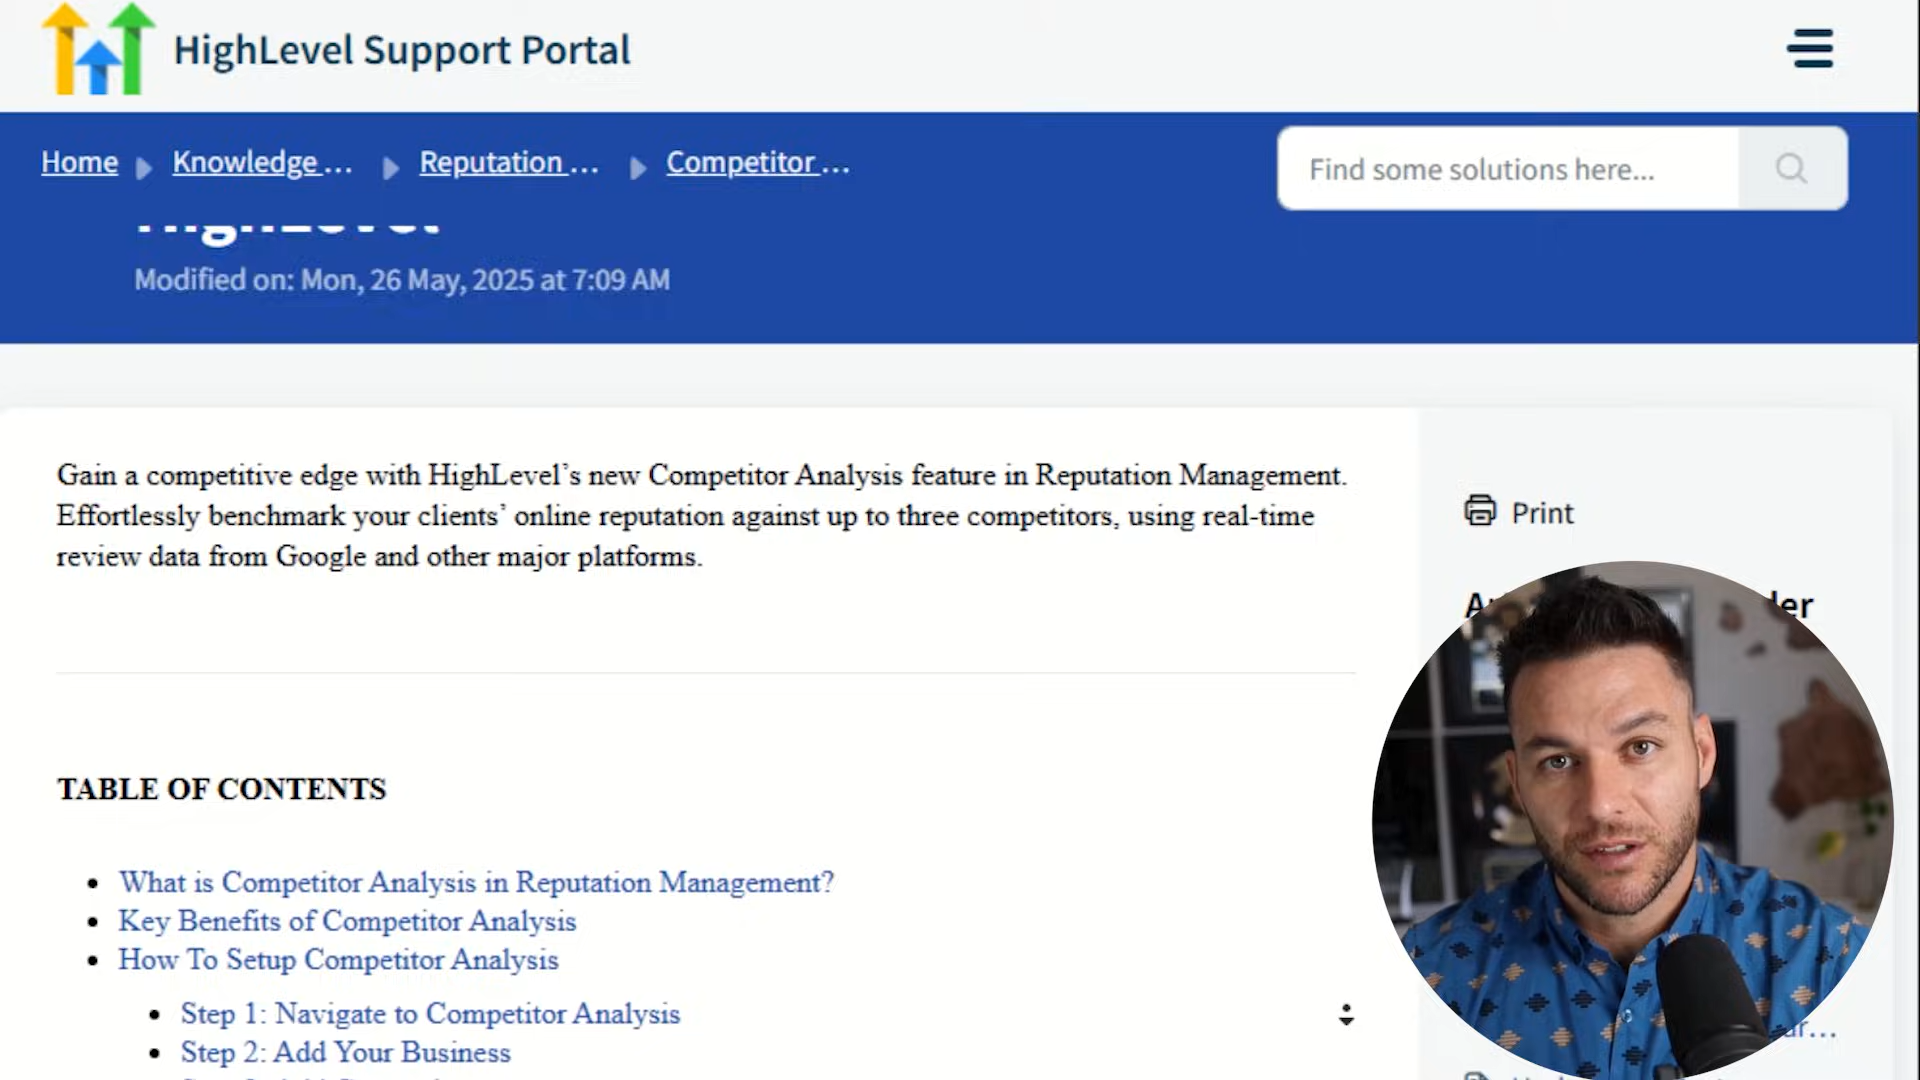 HighLevel Support Portal
Home Knowledge ... Reputation ... Competitor ...
Find some solutions here...
HighLevel
Modified on: Mon, 26 May, 2025 at 7:09 AM
Gain a competitive edge with HighLevel’s new Competitor Analysis feature in Reputation Management.
Effortlessly benchmark your clients’ online reputation against up to three competitors, using real-time
review data from Google and other major platforms.
Print
TABLE OF CONTENTS
What is Competitor Analysis in Reputation Management?
Key Benefits of Competitor Analysis
How To Setup Competitor Analysis
Step 1: Navigate to Competitor Analysis
Step 2: Add Your Business